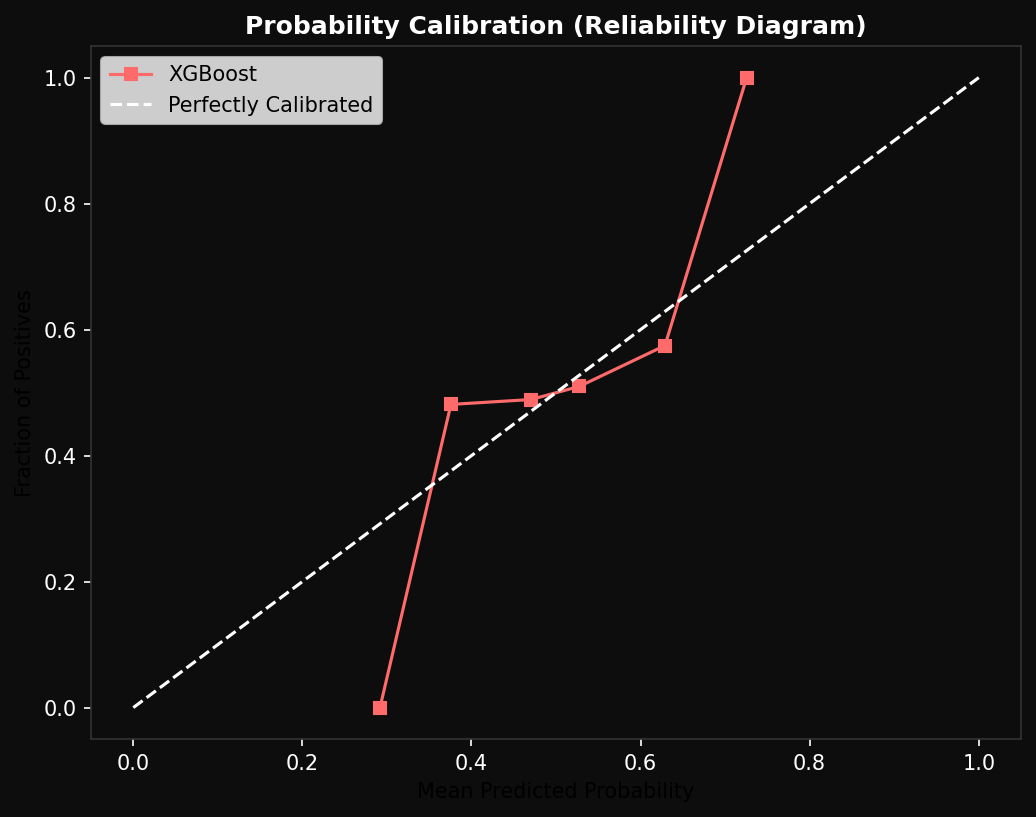 Probability Calibration (Reliability Diagram)
XGBoost
Perfectly Calibrated
1.0
0.8
0.6
0.4
0.2
0.0
Fraction of Positives
0.0 0.2 0.4 0.6 0.8 1.0
Mean Predicted Probability